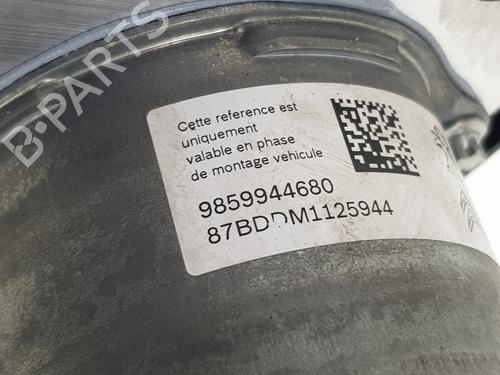 B-PARTS
Cette reference est
uniquement
valable en phase
de montage vehicule
9859944680
87BDDM1125944